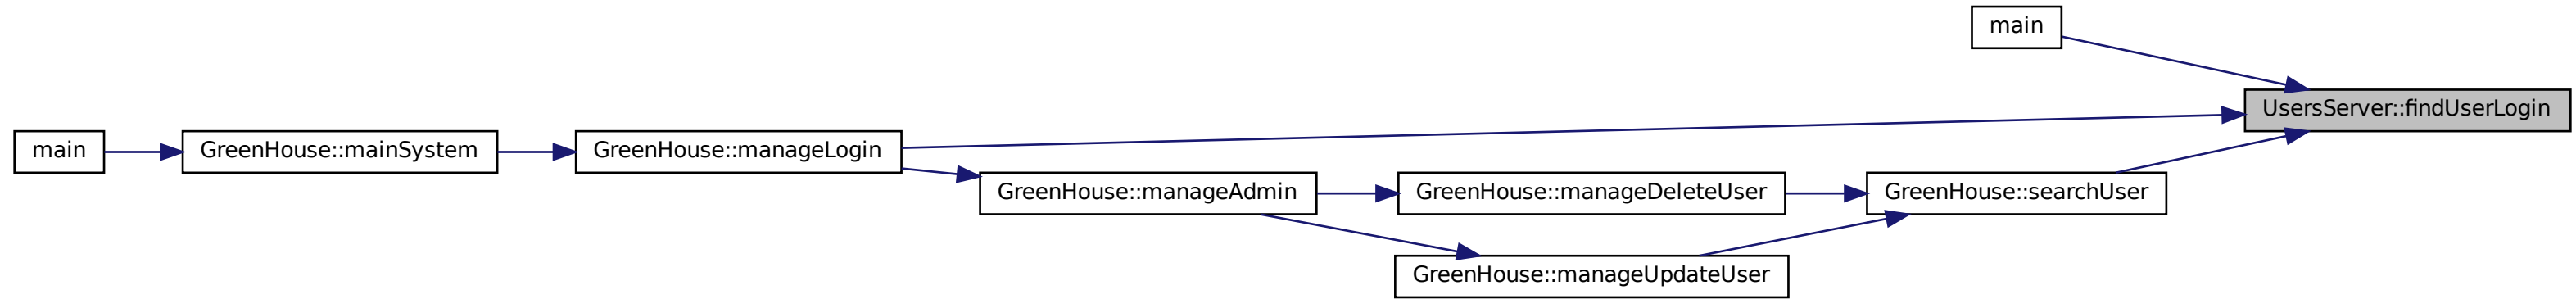 main
UsersServer::findUserLogin
main
GreenHouse::mainSystem
GreenHouse::manageLogin
GreenHouse::manageAdmin
GreenHouse::manageDeleteUser
GreenHouse::searchUser
GreenHouse::manageUpdateUser